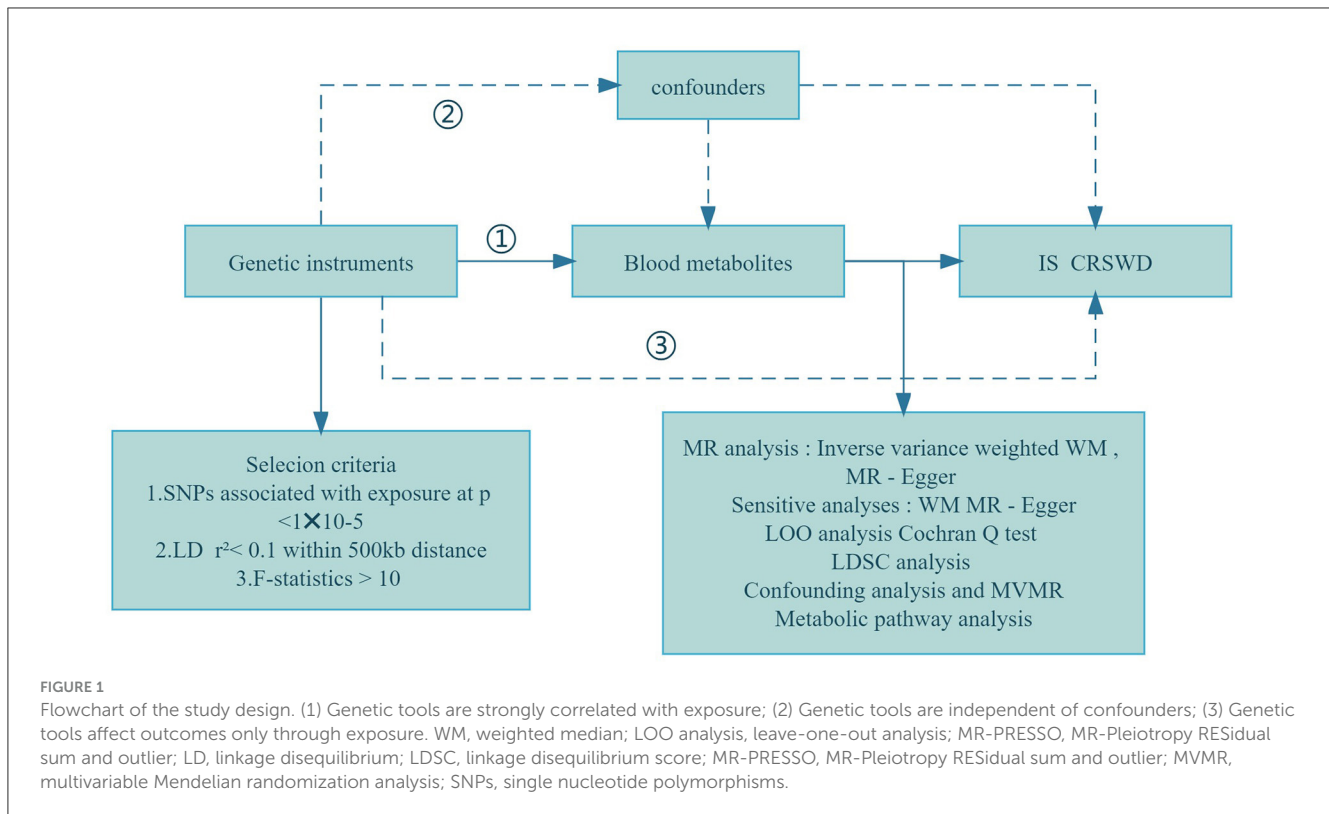 confounders
②
①
Genetic instruments
Blood metabolites
IS CRSWD
③
Selecion criteria
1.SNPs associated with exposure at p
<1✕10-5
2.LD r²< 0.1 within 500kb distance
3.F-statistics > 10
MR analysis : Inverse variance weighted WM ,
MR - Egger
Sensitive analyses : WM MR - Egger
LOO analysis Cochran Q test
LDSC analysis
Confounding analysis and MVMR
Metabolic pathway analysis
FIGURE 1
Flowchart of the study design. (1) Genetic tools are strongly correlated with exposure; (2) Genetic tools are independent of confounders; (3) Genetic
tools affect outcomes only through exposure. WM, weighted median; LOO analysis, leave-one-out analysis; MR-PRESSO, MR-Pleiotropy RESidual
sum and outlier; LD, linkage disequilibrium; LDSC, linkage disequilibrium score; MR-PRESSO, MR-Pleiotropy RESidual sum and outlier; MVMR,
multivariable Mendelian randomization analysis; SNPs, single nucleotide polymorphisms.